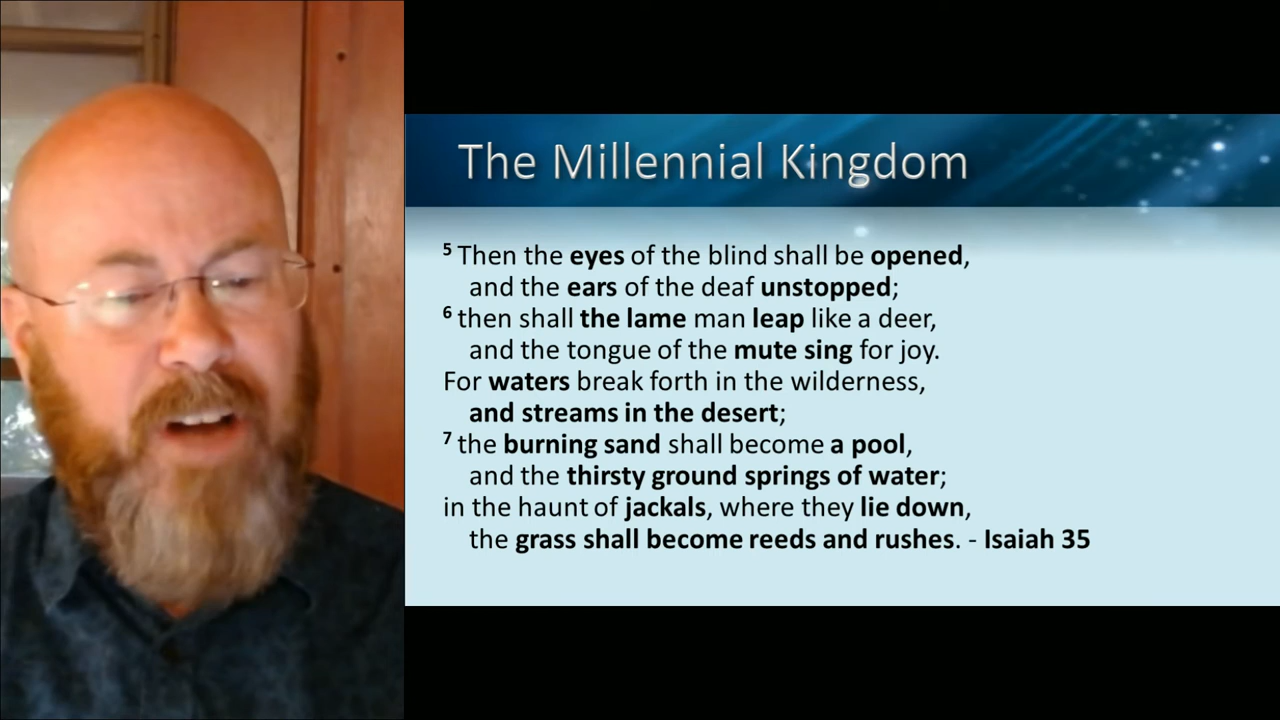 The Millennial Kingdom
5 Then the eyes of the blind shall be opened,
and the ears of the deaf unstopped;
6 then shall the lame man leap like a deer,
and the tongue of the mute sing for joy.
For waters break forth in the wilderness,
and streams in the desert;
7 the burning sand shall become a pool,
and the thirsty ground springs of water;
in the haunt of jackals, where they lie down,
the grass shall become reeds and rushes. - Isaiah 35